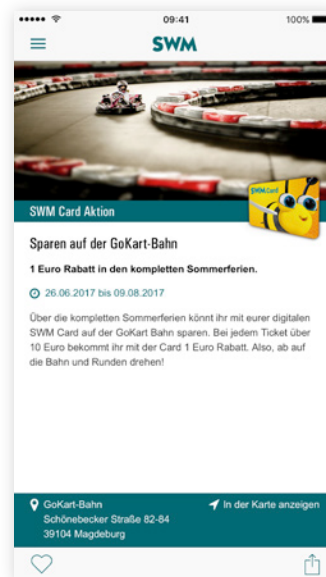 09:41
100%
SWM
SWM Card
SWM Card Aktion
Sparen auf der GoKart-Bahn
1 Euro Rabatt in den kompletten Sommerferien.
26.06.2017 bis 09.08.2017
Über die kompletten Sommerferien könnt ihr mit eurer digitalen
SWM Card auf der GoKart Bahn sparen. Bei jedem Ticket über
10 Euro bekommt ihr mit der Card 1 Euro Rabatt. Also, ab auf
die Bahn und Runden drehen!
GoKart-Bahn
In der Karte anzeigen
Schönebecker Straße 82-84
39104 Magdeburg